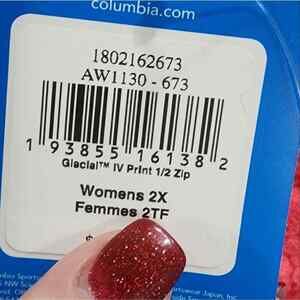 columbia.com
1802162673
AW1130 - 673
1 93855 16138 2
Glacial™ IV Print 1/2 Zip
Womens 2X
Femmes 2TF
$